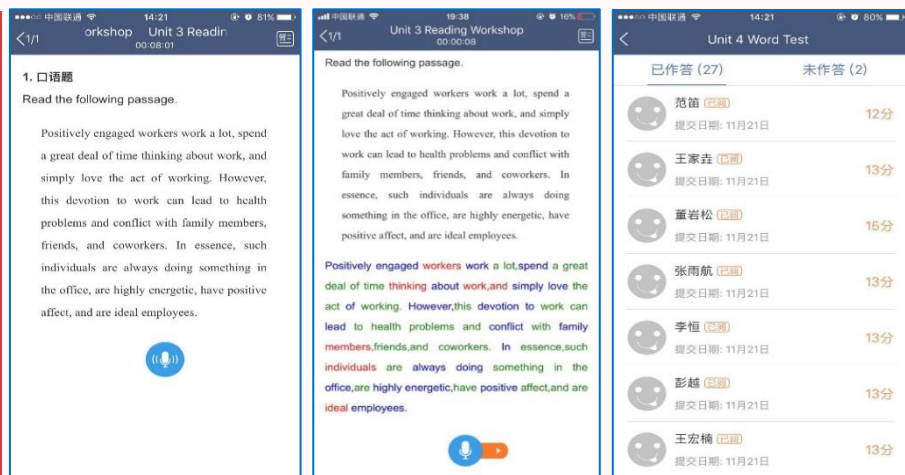 中国联通
14:21
81%
1/1
orkshop Unit 3 Readin
00:08:01
1. 口语题
Read the following passage.
Positively engaged workers work a lot, spend
a great deal of time thinking about work, and
simply love the act of working. However,
this devotion to work can lead to health
problems and conflict with family members,
friends, and coworkers. In essence, such
individuals are always doing something in
the office, are highly energetic, have positive
affect, and are ideal employees.
中国联通
19:38
16%
1/1
Unit 3 Reading Workshop
00:00:08
Read the following passage.
Positively engaged workers work a lot, spend a
great deal of time thinking about work, and simply
love the act of working. However, this devotion to
work can lead to health problems and conflict with
family members, friends, and coworkers. In
essence, such individuals are always doing
something in the office, are highly energetic, have
positive affect, and are ideal employees.
Positively engaged workers work a lot,spend a great
deal of time thinking about work,and simply love the
act of working. However,this devotion to work can
lead to health problems and conflict with family
members,friends,and coworkers. In essence,such
individuals are always doing something in the
office,are highly energetic,have positive affect,and are
ideal employees.
中国联通
14:21
80%
Unit 4 Word Test
已作答 (27)
未作答 (2)
范笛 已阅
12分
提交日期: 11月21日
王家垚 已阅
13分
提交日期: 11月21日
董岩松 已阅
15分
提交日期: 11月21日
张雨航 已阅
13分
提交日期: 11月21日
李恒 已阅
13分
提交日期: 11月21日
彭越 已阅
13分
提交日期: 11月21日
王宏楠 已阅
13分
提交日期: 11月21日